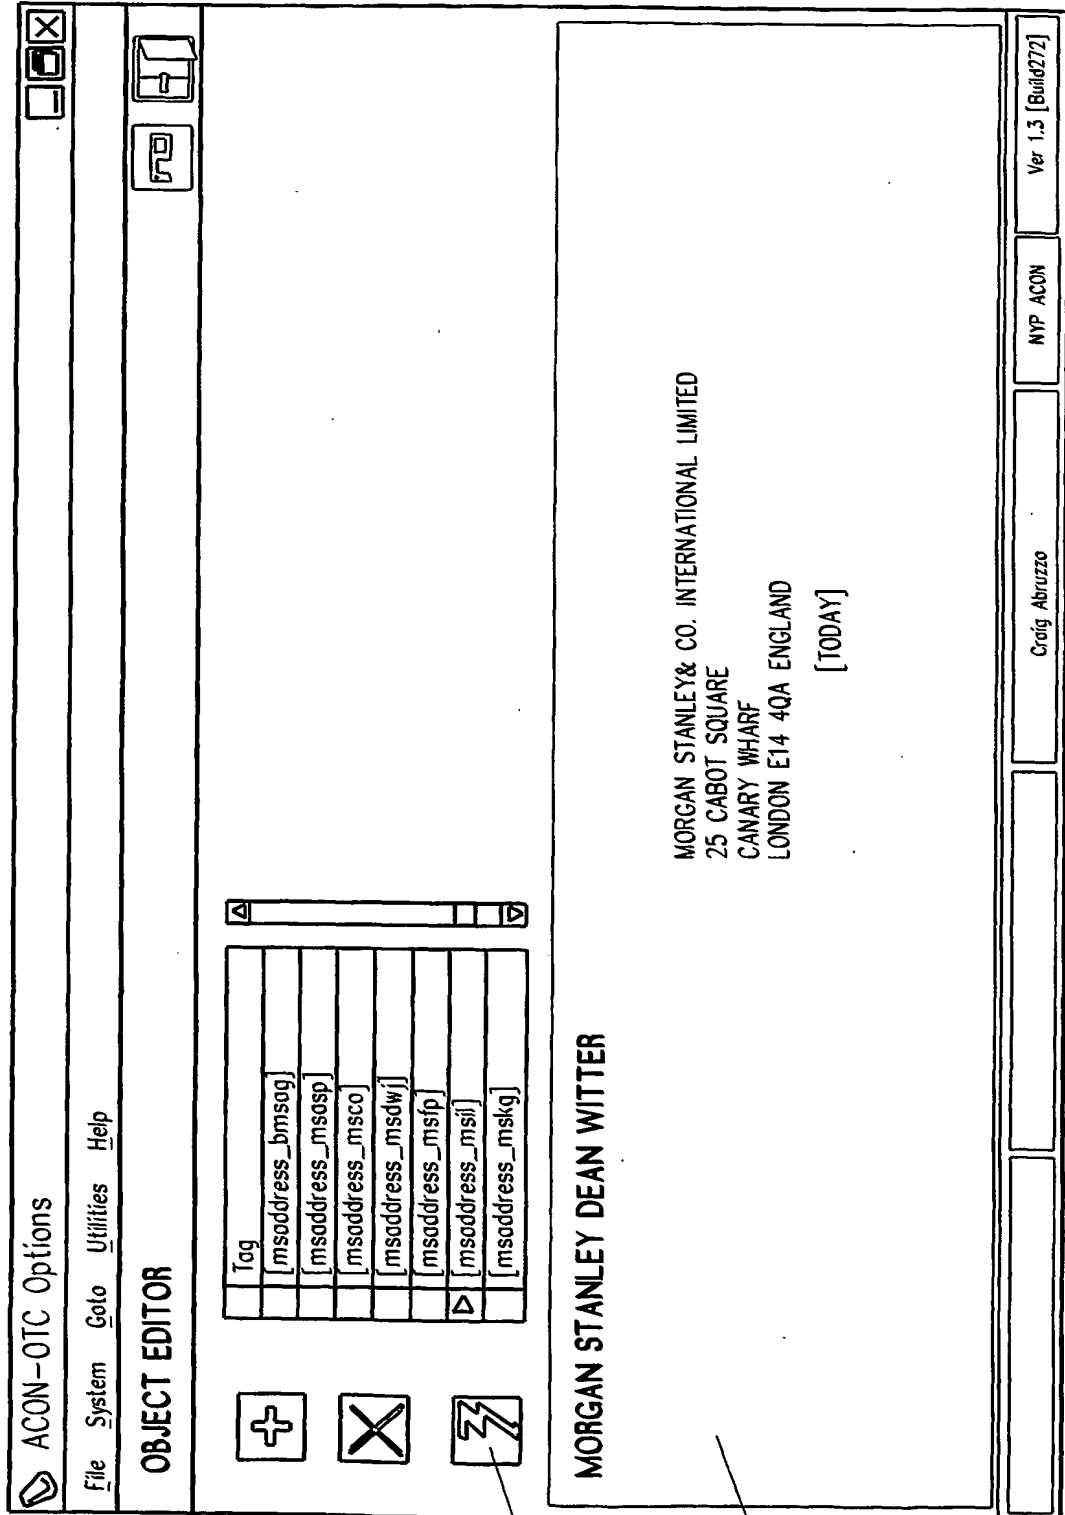 ACON-OTC Options
File System Goto Utilities Help
OBJECT EDITOR
Tag
[msaddress_bmsag]
[msaddress_msasp]
[msaddress_msco]
[msaddress_msdwj]
[msaddress_msfp]
[msaddress_msil]
[msaddress_mskg]
MORGAN STANLEY DEAN WITTER
MORGAN STANLEY& CO. INTERNATIONAL LIMITED
25 CABOT SQUARE
CANARY WHARF
LONDON E14 4QA ENGLAND
[TODAY]
Craig Abruzzo
NYP ACON
Ver 1.3 [Build272]